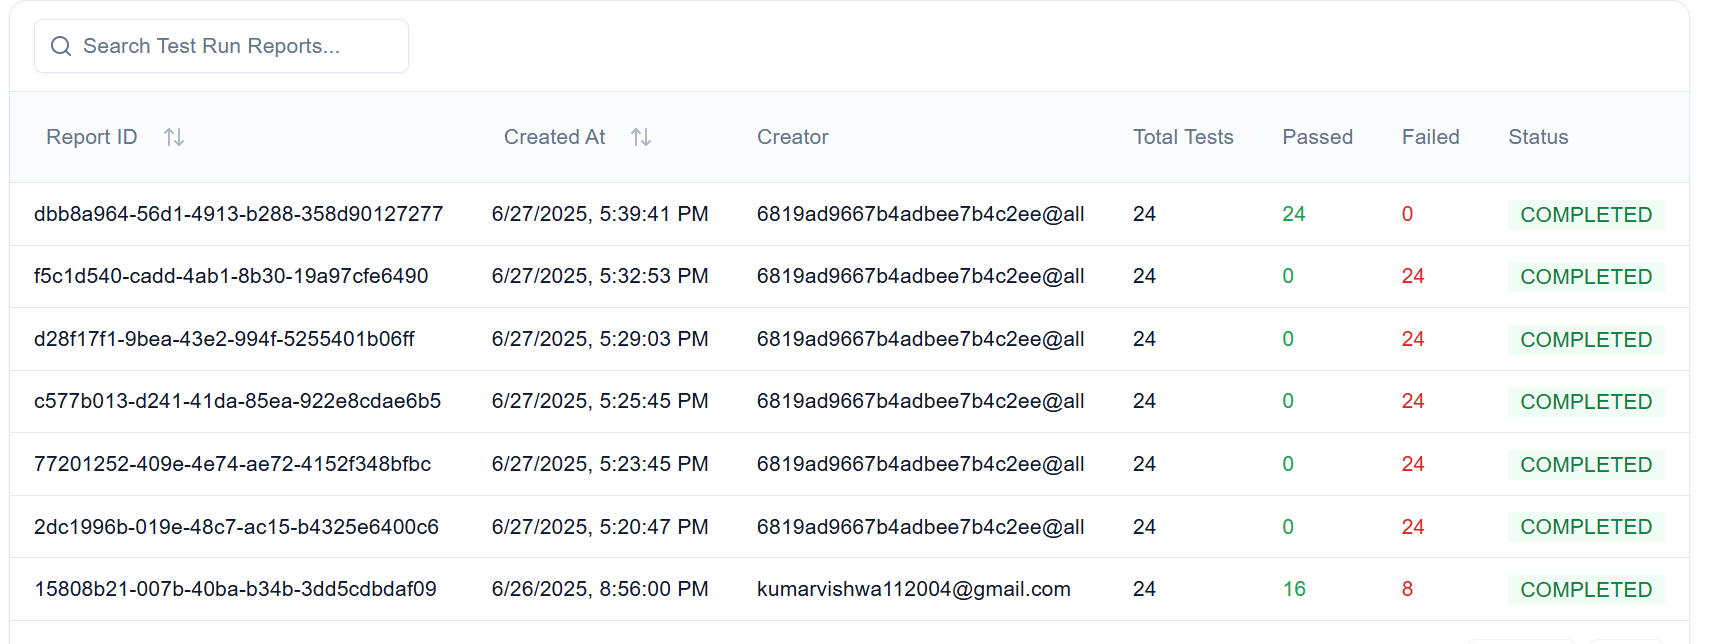 Search Test Run Reports...
Report ID Created At Creator Total Tests Passed Failed Status
dbb8a964-56d1-4913-b288-358d90127277 6/27/2025, 5:39:41 PM 6819ad9667b4adbee7b4c2ee@all 24 24 0 COMPLETED
f5c1d540-cadd-4ab1-8b30-19a97cfe6490 6/27/2025, 5:32:53 PM 6819ad9667b4adbee7b4c2ee@all 24 0 24 COMPLETED
d28f17f1-9bea-43e2-994f-5255401b06ff 6/27/2025, 5:29:03 PM 6819ad9667b4adbee7b4c2ee@all 24 0 24 COMPLETED
c577b013-d241-41da-85ea-922e8cdae6b5 6/27/2025, 5:25:45 PM 6819ad9667b4adbee7b4c2ee@all 24 0 24 COMPLETED
77201252-409e-4e74-ae72-4152f348bfbc 6/27/2025, 5:23:45 PM 6819ad9667b4adbee7b4c2ee@all 24 0 24 COMPLETED
2dc1996b-019e-48c7-ac15-b4325e6400c6 6/27/2025, 5:20:47 PM 6819ad9667b4adbee7b4c2ee@all 24 0 24 COMPLETED
15808b21-007b-40ba-b34b-3dd5cdbdaf09 6/26/2025, 8:56:00 PM kumarvishwa112004@gmail.com 24 16 8 COMPLETED